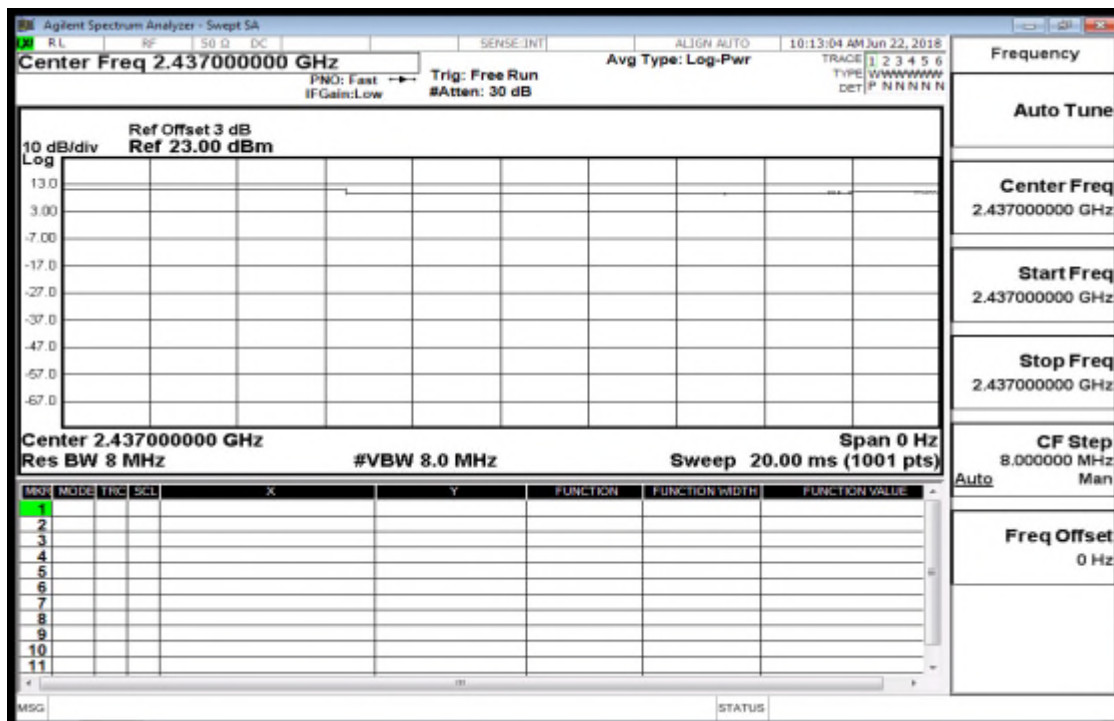 Agilent Spectrum Analyzer - Swept SA
RL RF 50 Ω DC SENSE:INT ALIGN AUTO 10:13:04 AM Jun 22, 2018
Center Freq 2.437000000 GHz
PNO: Fast
IFGain:Low
Trig: Free Run
#Atten: 30 dB
Avg Type: Log-Pwr
TRACE 1 2 3 4 5 6
TYPE WWWWWW
DET P N N N N N
Ref Offset 3 dB
10 dB/div Ref 23.00 dBm
Log
13.0
3.00
-7.00
-17.0
-27.0
-37.0
-47.0
-57.0
-67.0
Center 2.437000000 GHz Span 0 Hz
Res BW 8 MHz #VBW 8.0 MHz Sweep 20.00 ms (1001 pts)
MKR MODE TRC SCL X Y FUNCTION FUNCTION WIDTH FUNCTION VALUE
1
2
3
4
5
6
7
8
9
10
11
MSG STATUS
Frequency
Auto Tune
Center Freq
2.437000000 GHz
Start Freq
2.437000000 GHz
Stop Freq
2.437000000 GHz
CF Step
8.000000 MHz
Auto Man
Freq Offset
0 Hz